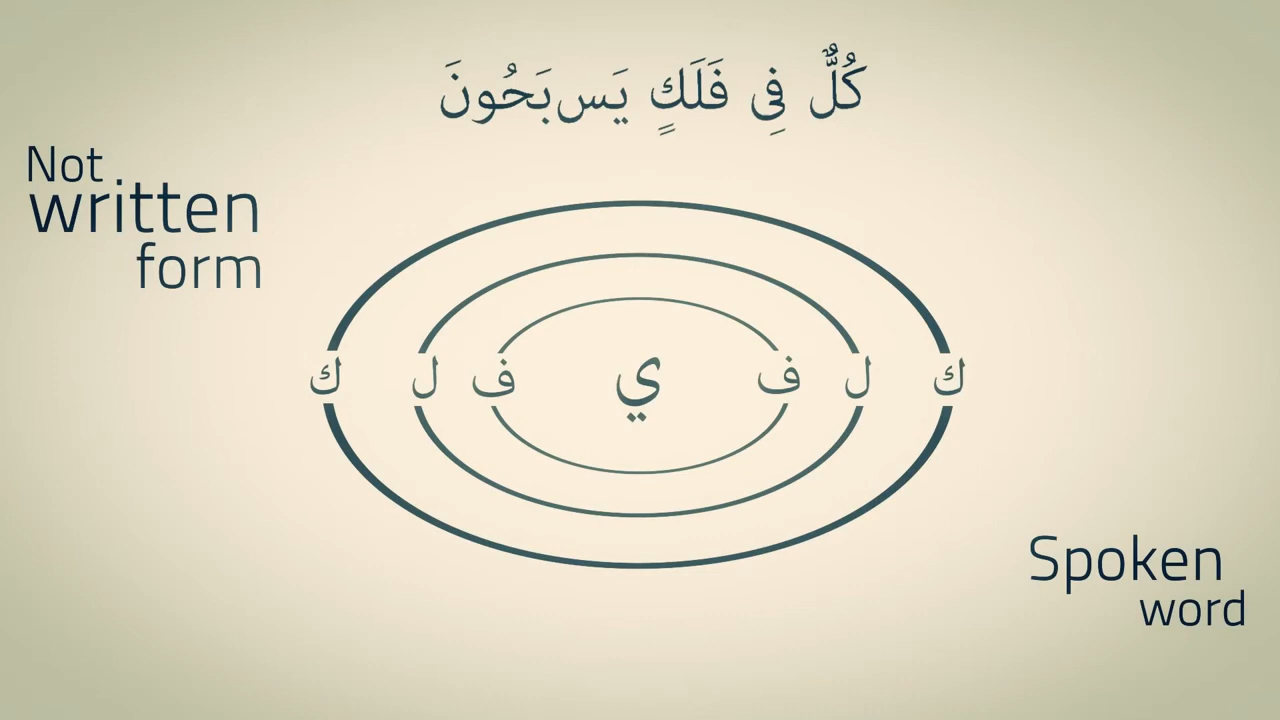 كُلٌّ فِى فَلَكٍ يَسبَحُونَ
Not
written
form
ك ل ف ي ف ل ك
Spoken
word